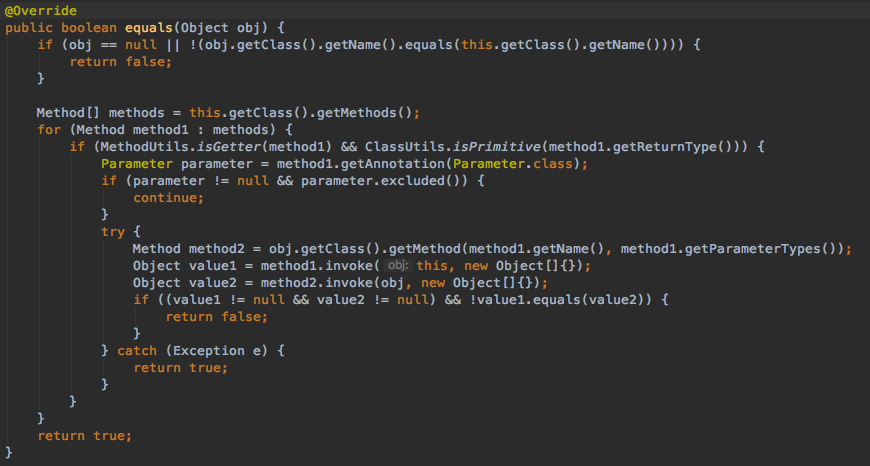 @Override
public boolean equals(Object obj) {
    if (obj == null || !(obj.getClass().getName().equals(this.getClass().getName()))) {
        return false;
    }

    Method[] methods = this.getClass().getMethods();
    for (Method method1 : methods) {
        if (MethodUtils.isGetter(method1) && ClassUtils.isPrimitive(method1.getReturnType())) {
            Parameter parameter = method1.getAnnotation(Parameter.class);
            if (parameter != null && parameter.excluded()) {
                continue;
            }
            try {
                Method method2 = obj.getClass().getMethod(method1.getName(), method1.getParameterTypes());
                Object value1 = method1.invoke( obj: this, new Object[]{});
                Object value2 = method2.invoke(obj, new Object[]{});
                if ((value1 != null && value2 != null) && !value1.equals(value2)) {
                    return false;
                }
            } catch (Exception e) {
                return true;
            }
        }
    }
    return true;
}